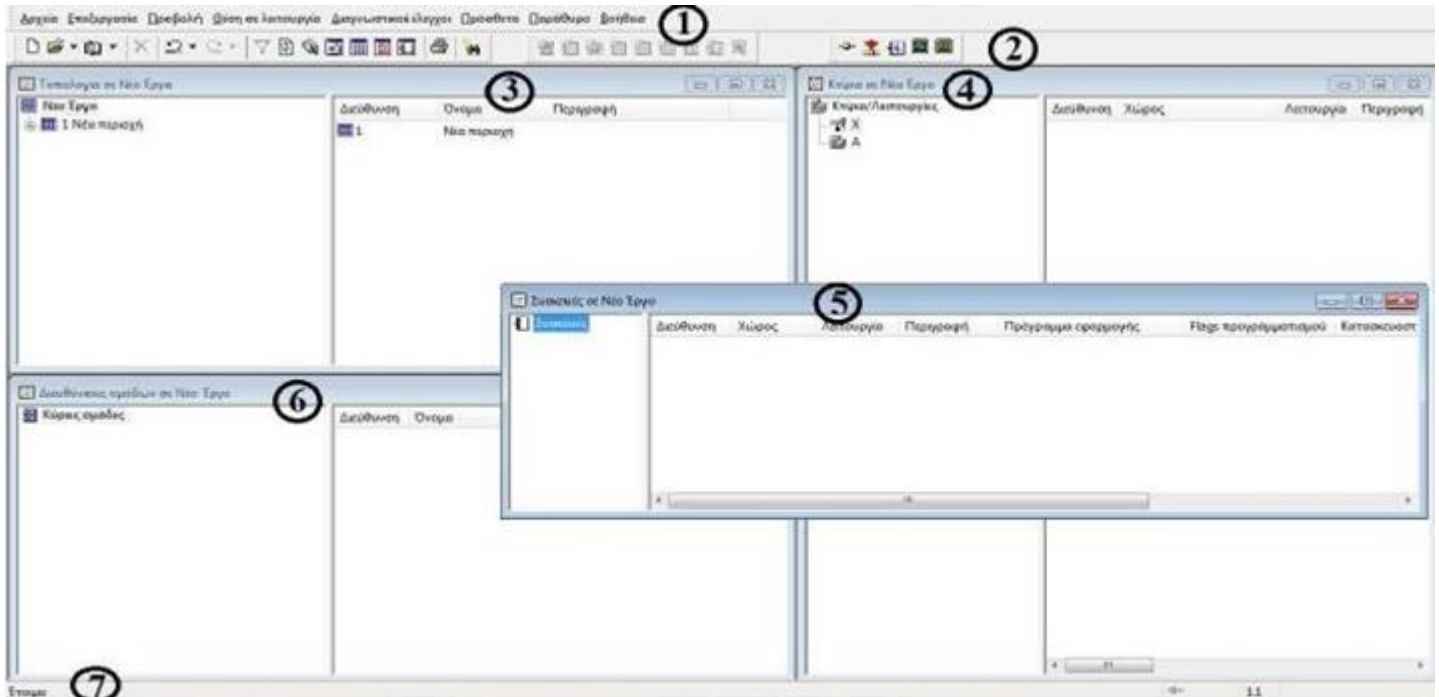 Αρχείο Επεξεργασία Προβολή Θέση σε λειτουργία Διαγνωστικοί έλεγχοι Πρόσθετα Παράθυρο Βοήθεια
1
2
Τοπολογία σε Νέο Έργο
3
Νέο Έργο
1 Νέα περιοχή
Διεύθυνση Όνομα Περιγραφή
1 Νέα περιοχή
Κτίρια σε Νέο Έργο
4
Κτίρια/Λειτουργίες
X
A
Διεύθυνση Χώρος Λειτουργία Περιγραφή
Συσκευές σε Νέο Έργο
5
Συσκευές
Διεύθυνση Χώρος Λειτουργία Περιγραφή Πρόγραμμα εφαρμογής Flags προγράμματισμού Κατασκευαστ
Διευθύνσεις ομάδων σε Νέο Έργο
6
Κύριες ομάδες
Διεύθυνση Όνομα
Έτοιμο
7
1.1